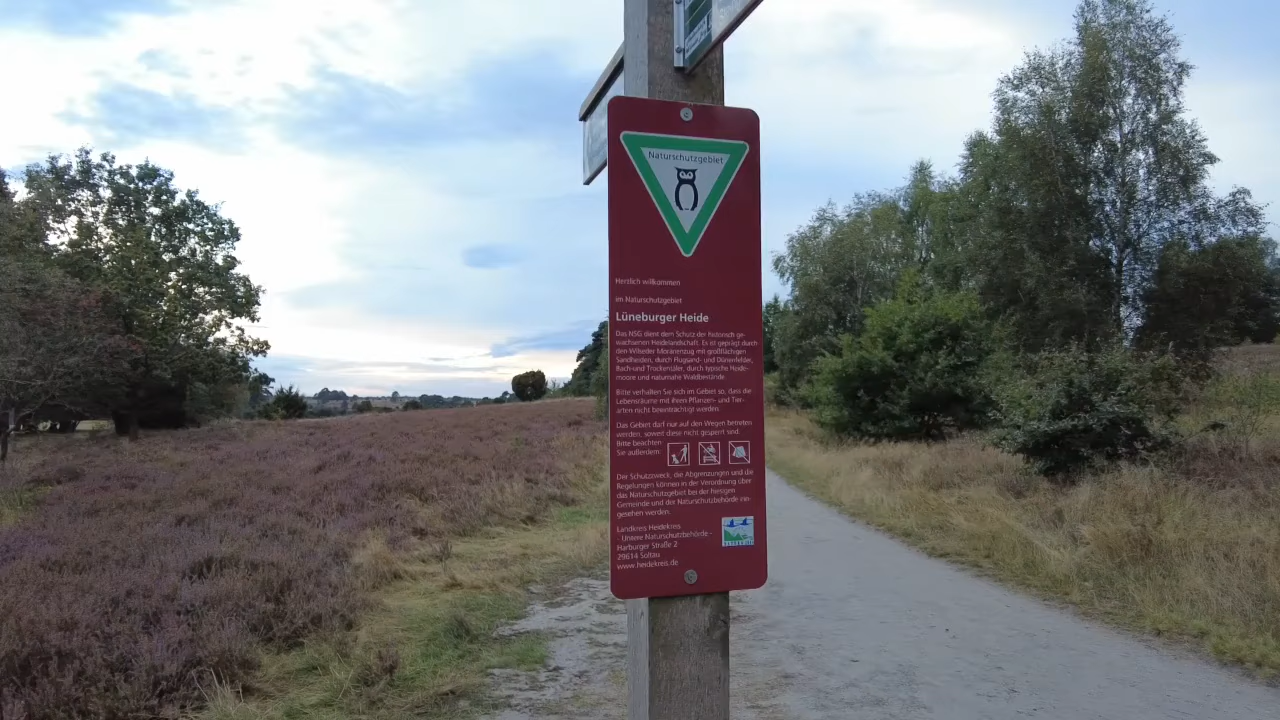 Naturschutzgebiet
Herzlich willkommen
im Naturschutzgebiet
Lüneburger Heide
Das NSG dient dem Schutz der historisch ge-
wachsenen Heidelandschaft. Es ist geprägt durch
den Wilseder Moränenzug mit großflächigen
Sandheiden, durch Flugsand- und Dünenfelder,
Bach- und Trockentäler, durch typische Heide-
moore und naturnahe Waldbestände.
Bitte verhalten Sie sich im Gebiet so, dass die
Lebensräume mit ihren Pflanzen- und Tier-
arten nicht beeinträchtigt werden.
Das Gebiet darf nur auf den Wegen betreten
werden, soweit diese nicht gesperrt sind.
Bitte beachten
Sie außerdem:
Der Schutzzweck, die Abgrenzungen und die
Regelungen können in der Verordnung über
das Naturschutzgebiet bei der hiesigen
Gemeinde und der Naturschutzbehörde ein-
gesehen werden.
Landkreis Heidekreis
- Untere Naturschutzbehörde -
Harburger Straße 2
29614 Soltau
www.heidekreis.de